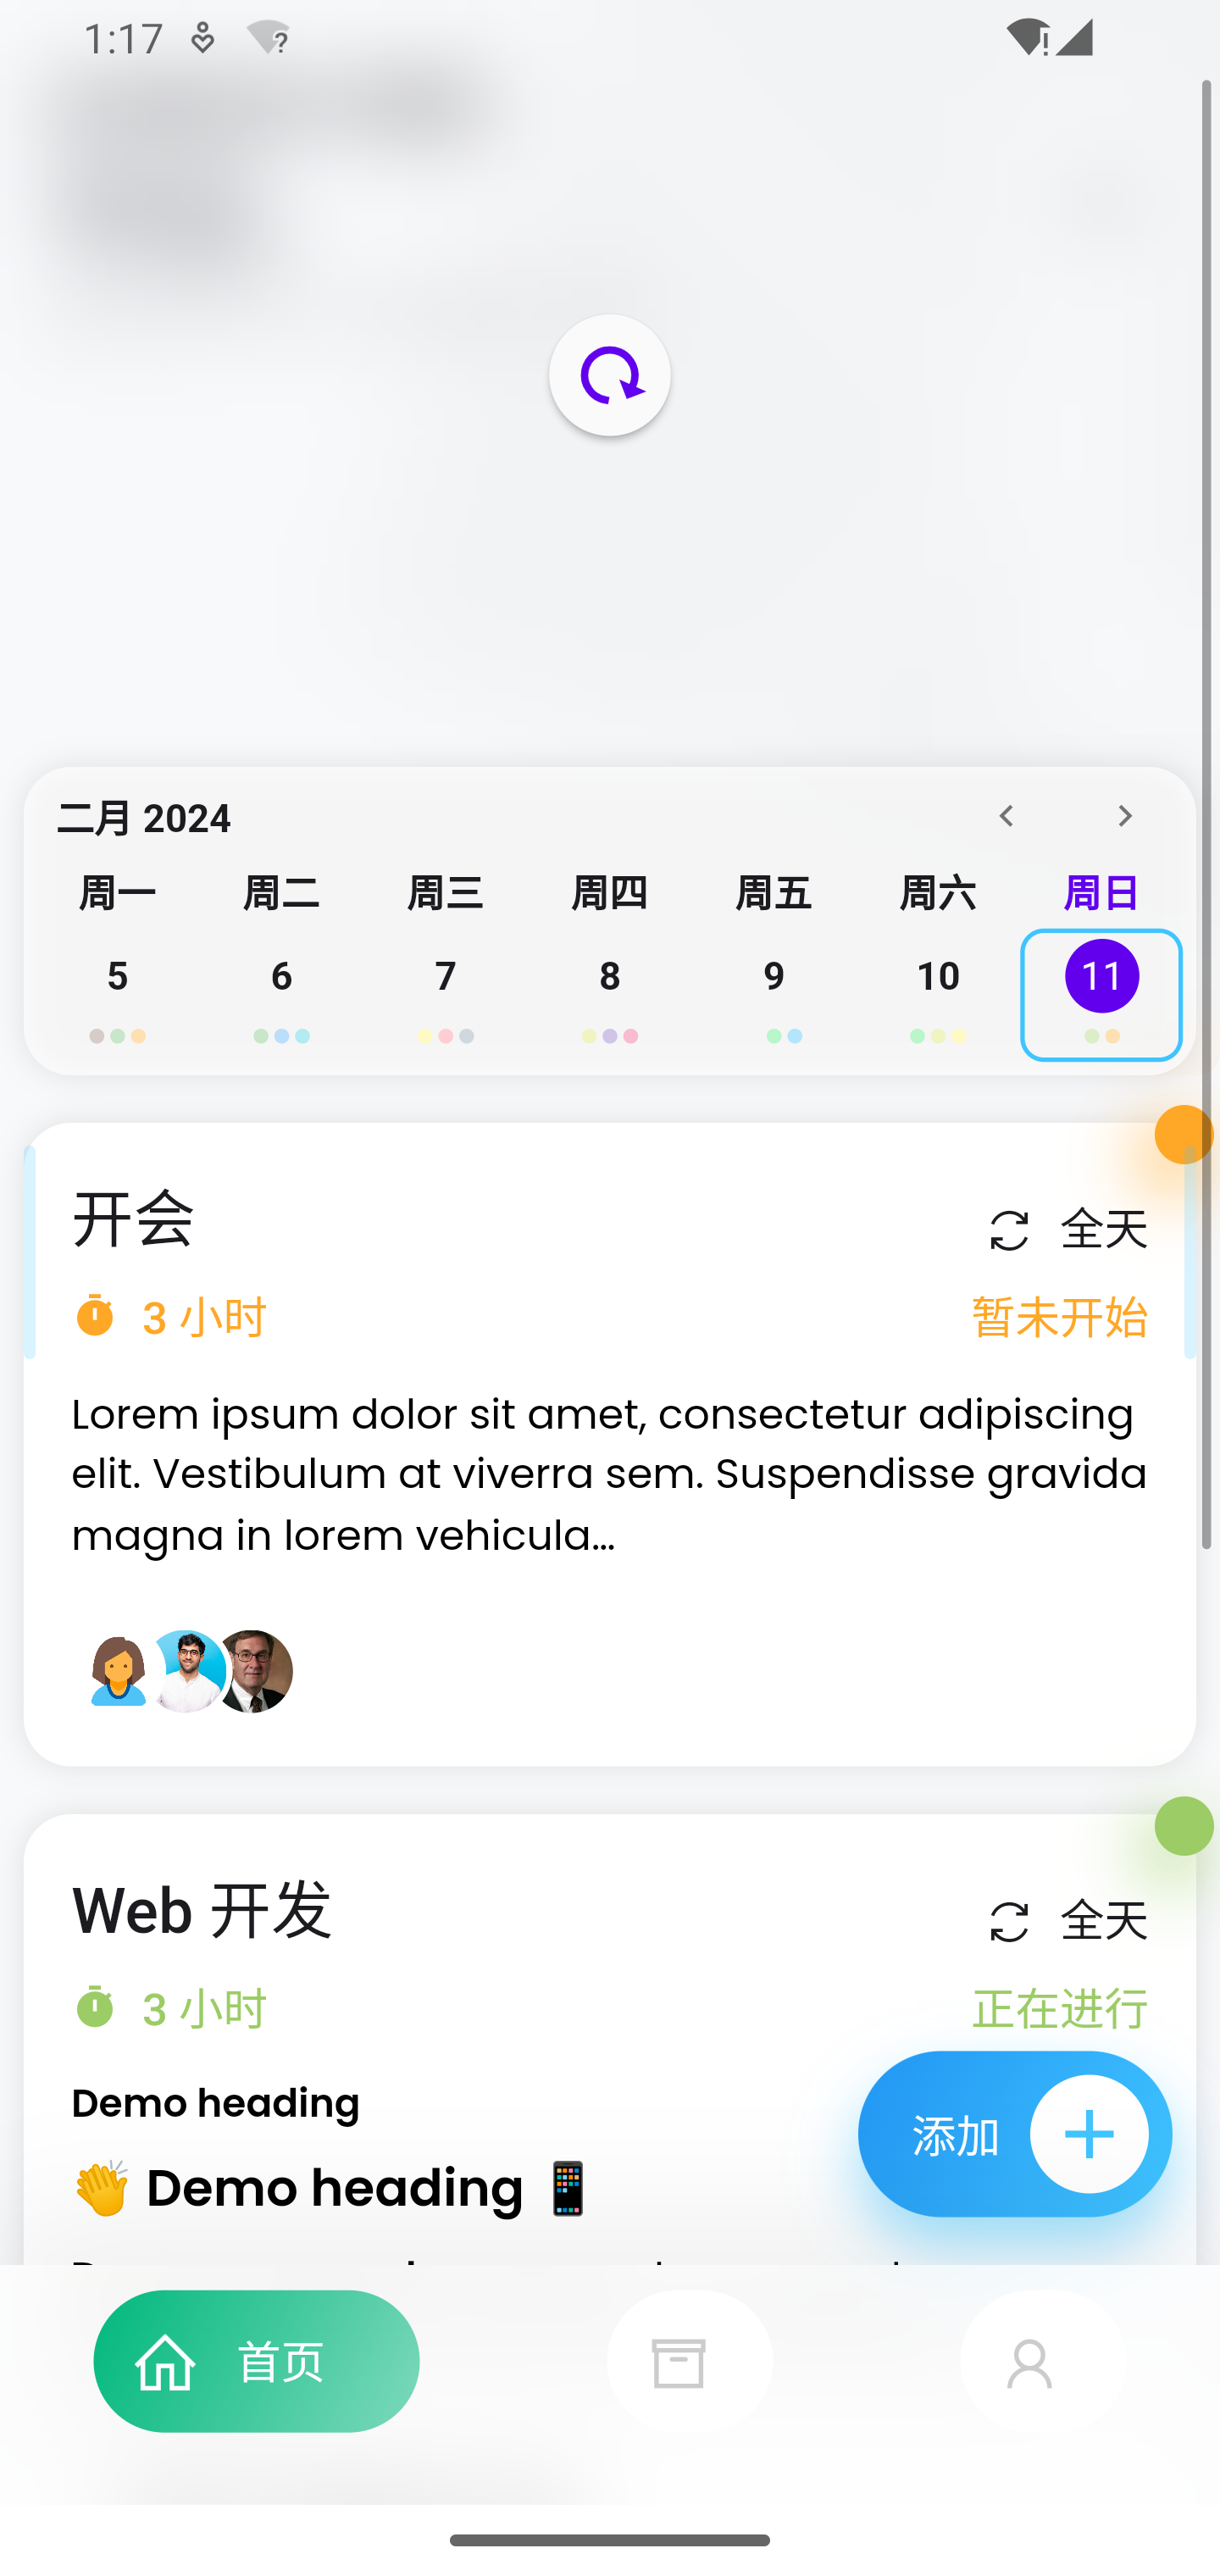 1:17
二月 2024
周一 周二 周三 周四 周五 周六 周日
5 6 7 8 9 10 11
开会
全天
3 小时
暂未开始
Lorem ipsum dolor sit amet, consectetur adipiscing
elit. Vestibulum at viverra sem. Suspendisse gravida
magna in lorem vehicula...
Web 开发
全天
3 小时
正在进行
Demo heading
👋 Demo heading 📱
添加
首页